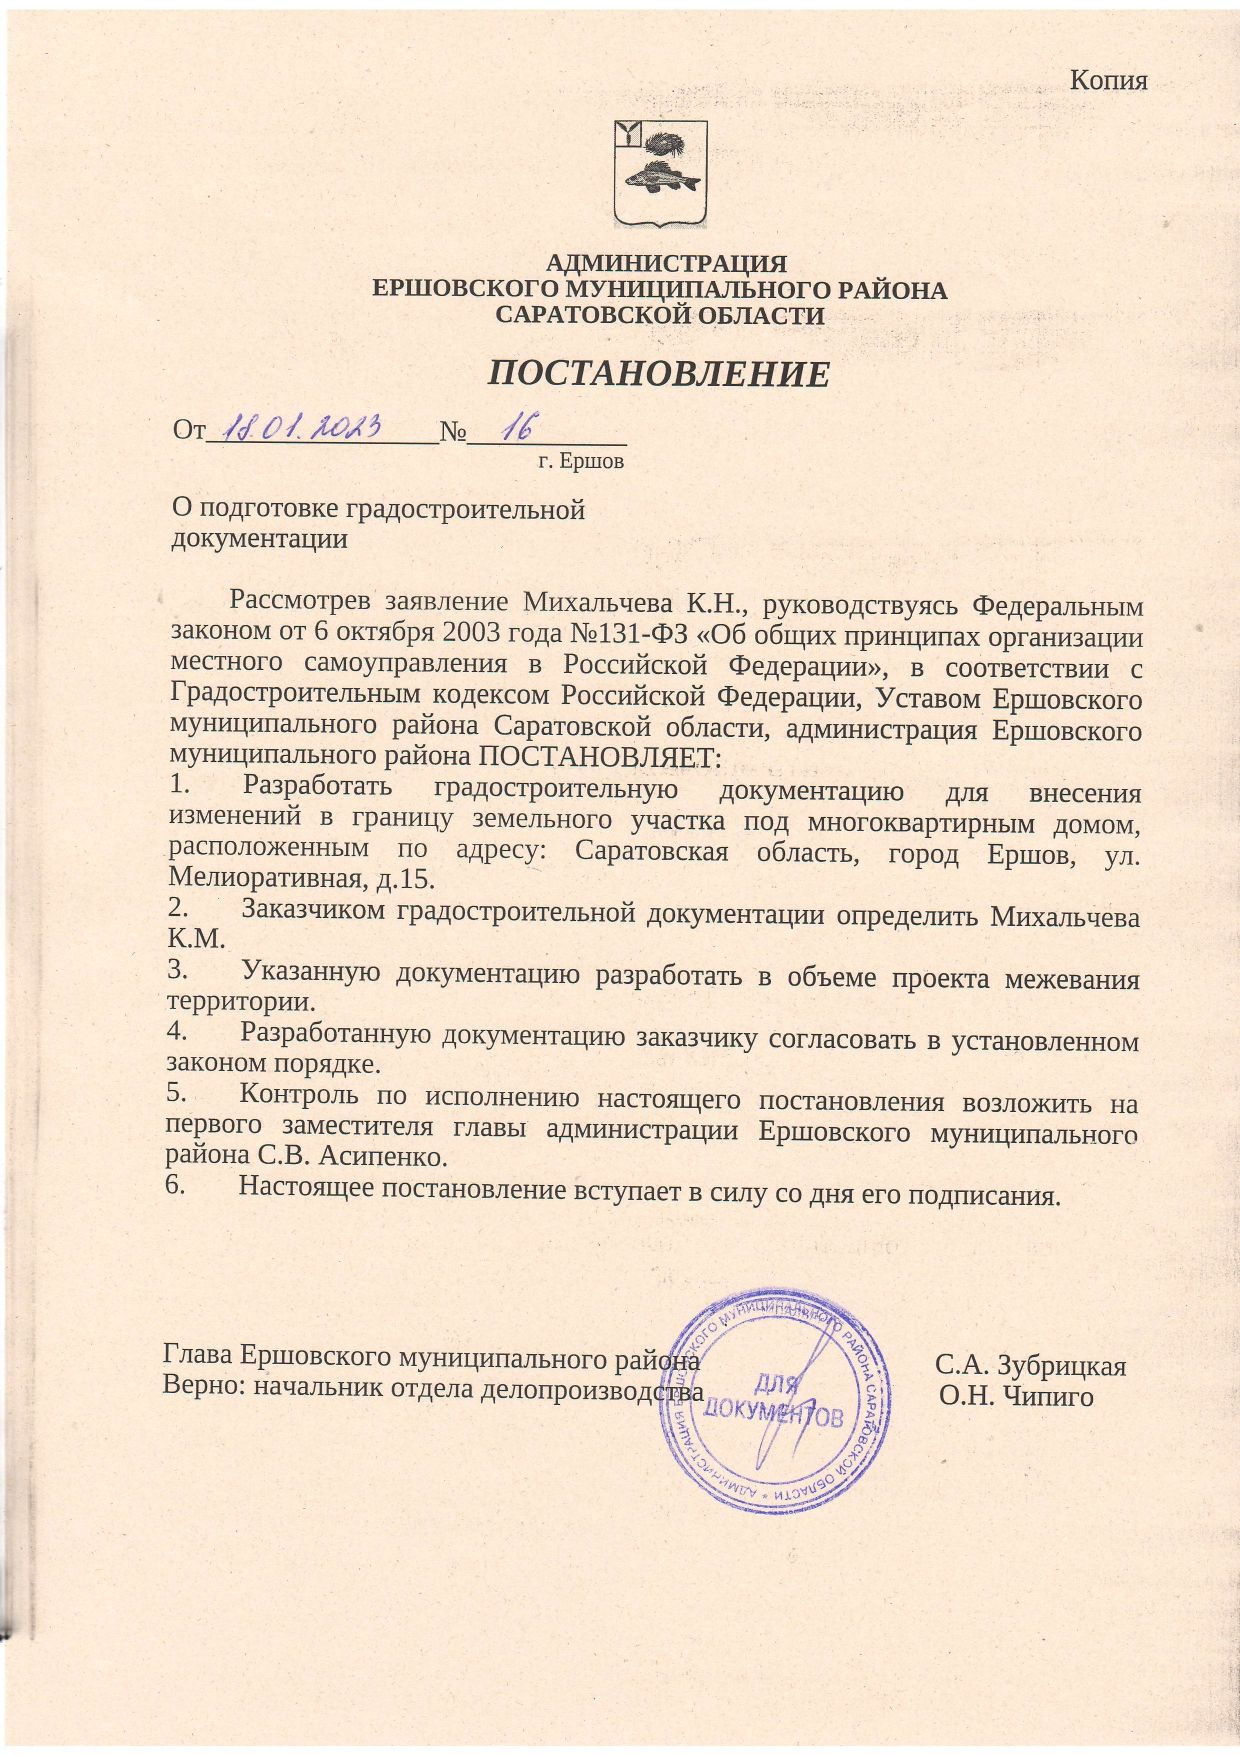 Копия
АДМИНИСТРАЦИЯ
ЕРШОВСКОГО МУНИЦИПАЛЬНОГО РАЙОНА
САРАТОВСКОЙ ОБЛАСТИ
ПОСТАНОВЛЕНИЕ
От 18.01.2023 № 16
г. Ершов
О подготовке градостроительной
документации
Рассмотрев заявление Михальчева К.Н., руководствуясь Федеральным
законом от 6 октября 2003 года №131-ФЗ «Об общих принципах организации
местного самоуправления в Российской Федерации», в соответствии с
Градостроительным кодексом Российской Федерации, Уставом Ершовского
муниципального района Саратовской области, администрация Ершовского
муниципального района ПОСТАНОВЛЯЕТ:
1. Разработать градостроительную документацию для внесения
изменений в границу земельного участка под многоквартирным домом,
расположенным по адресу: Саратовская область, город Ершов, ул.
Мелиоративная, д.15.
2. Заказчиком градостроительной документации определить Михальчева
К.М.
3. Указанную документацию разработать в объеме проекта межевания
территории.
4. Разработанную документацию заказчику согласовать в установленном
законом порядке.
5. Контроль по исполнению настоящего постановления возложить на
первого заместителя главы администрации Ершовского муниципального
района С.В. Асипенко.
6. Настоящее постановление вступает в силу со дня его подписания.
Глава Ершовского муниципального района С.А. Зубрицкая
Верно: начальник отдела делопроизводства О.Н. Чипиго
АДМИНИСТРАЦИЯ ЕРШОВСКОГО МУНИЦИПАЛЬНОГО РАЙОНА САРАТОВСКОЙ ОБЛАСТИ *
ДЛЯ
ДОКУМЕНТОВ